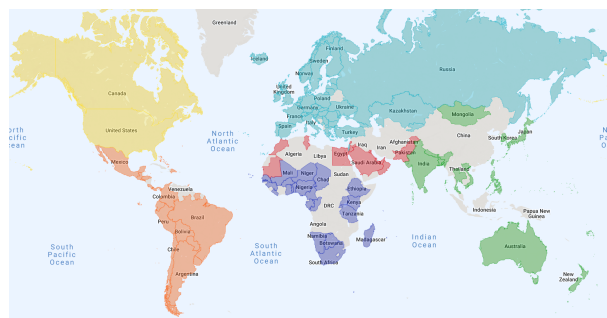 Greenland
Iceland
Finland
Sweden
Norway
Russia
Canada
United
Kingdom
Poland
Germany
Ukraine
France
Kazakhstan
Mongolia
United States
Spain
Italy
Turkey
North
Atlantic
Ocean
China
Japan
South Korea
Iraq
Iran
Afghanistan
Pakistan
Algeria
Libya
Egypt
Saudi Arabia
India
Mexico
Mali
Niger
Chad
Sudan
Thailand
Venezuela
Colombia
Nigeria
Ethiopia
Kenya
DRC
Tanzania
Indonesia
Papua New
Guinea
Peru
Brazil
Bolivia
Angola
Namibia
Botswana
Madagascar
Indian
Ocean
South
Pacific
Ocean
Chile
South
Atlantic
Ocean
Australia
South Africa
Argentina
New
Zealand